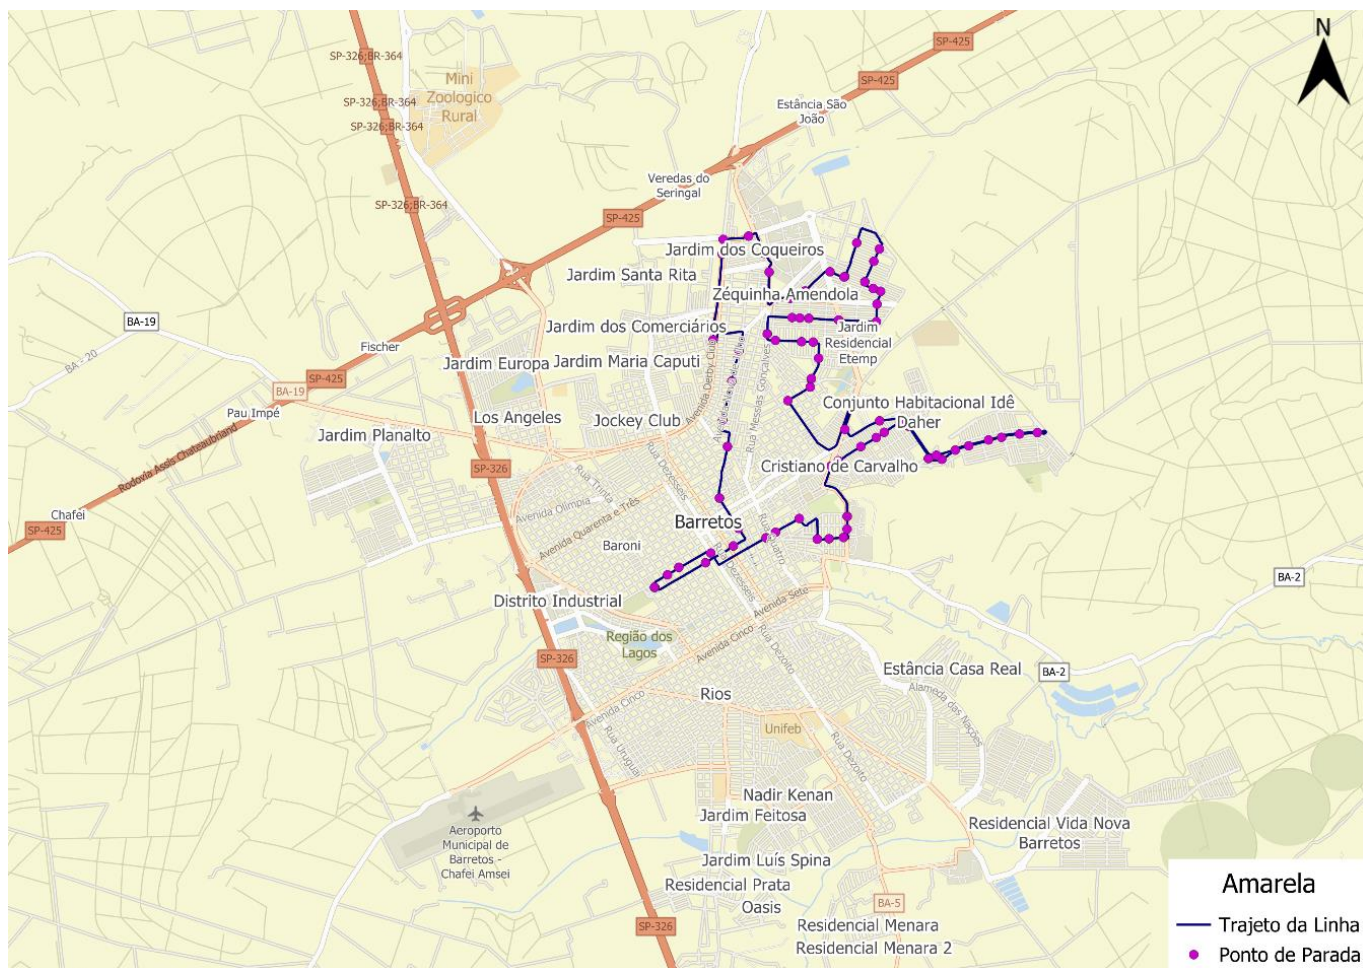 N
SP-425
SP-326;BR-364
SP-425
Mini
Zoologico
Rural
SP-326;BR-364
Estância São
João
SP-326;BR-364
Veredas do
Seringal
SP-326;BR-364
SP-425
Jardim dos Coqueiros
Jardim Santa Rita
Zéquinha Amendola
BA-19
Jardim dos Comerciários
Jardim
Residencial
Etemp
Fischer
BA - 20
Jardim Europa
Jardim Maria Caputi
Avenida Derby Club
Rua Messias Gonçalves
SP-425
BA-19
Conjunto Habitacional Idê
Daher
Pau Impé
Los Angeles
Jockey Club
Jardim Planalto
Rodovia Assis Chateaubriand
Rua Dezesseis
SP-326
Rua Trinta
Cristiano de Carvalho
Chafei
Avenida Olimpia
SP-425
Avenida Quarenta e Três
Barretos
Rua Quatro
Baroni
Rua Dezesseis
BA-2
Distrito Industrial
Avenida Sete
Região dos
Lagos
Avenida Cinco
Rua Dezoito
SP-326
Estância Casa Real
BA-2
Rios
Alameda das Nações
Avenida Cinco
Unifeb
Rua Uruguai
Rua Dezoito
Nadir Kenan
Jardim Feitosa
Residencial Vida Nova
Barretos
Aeroporto
Municipal de
Barretos -
Chafei Amsei
Jardim Luís Spina
Residencial Prata
Oasis
BA-5
SP-326
Residencial Menara
Residencial Menara 2
Amarela
Trajeto da Linha
Ponto de Parada